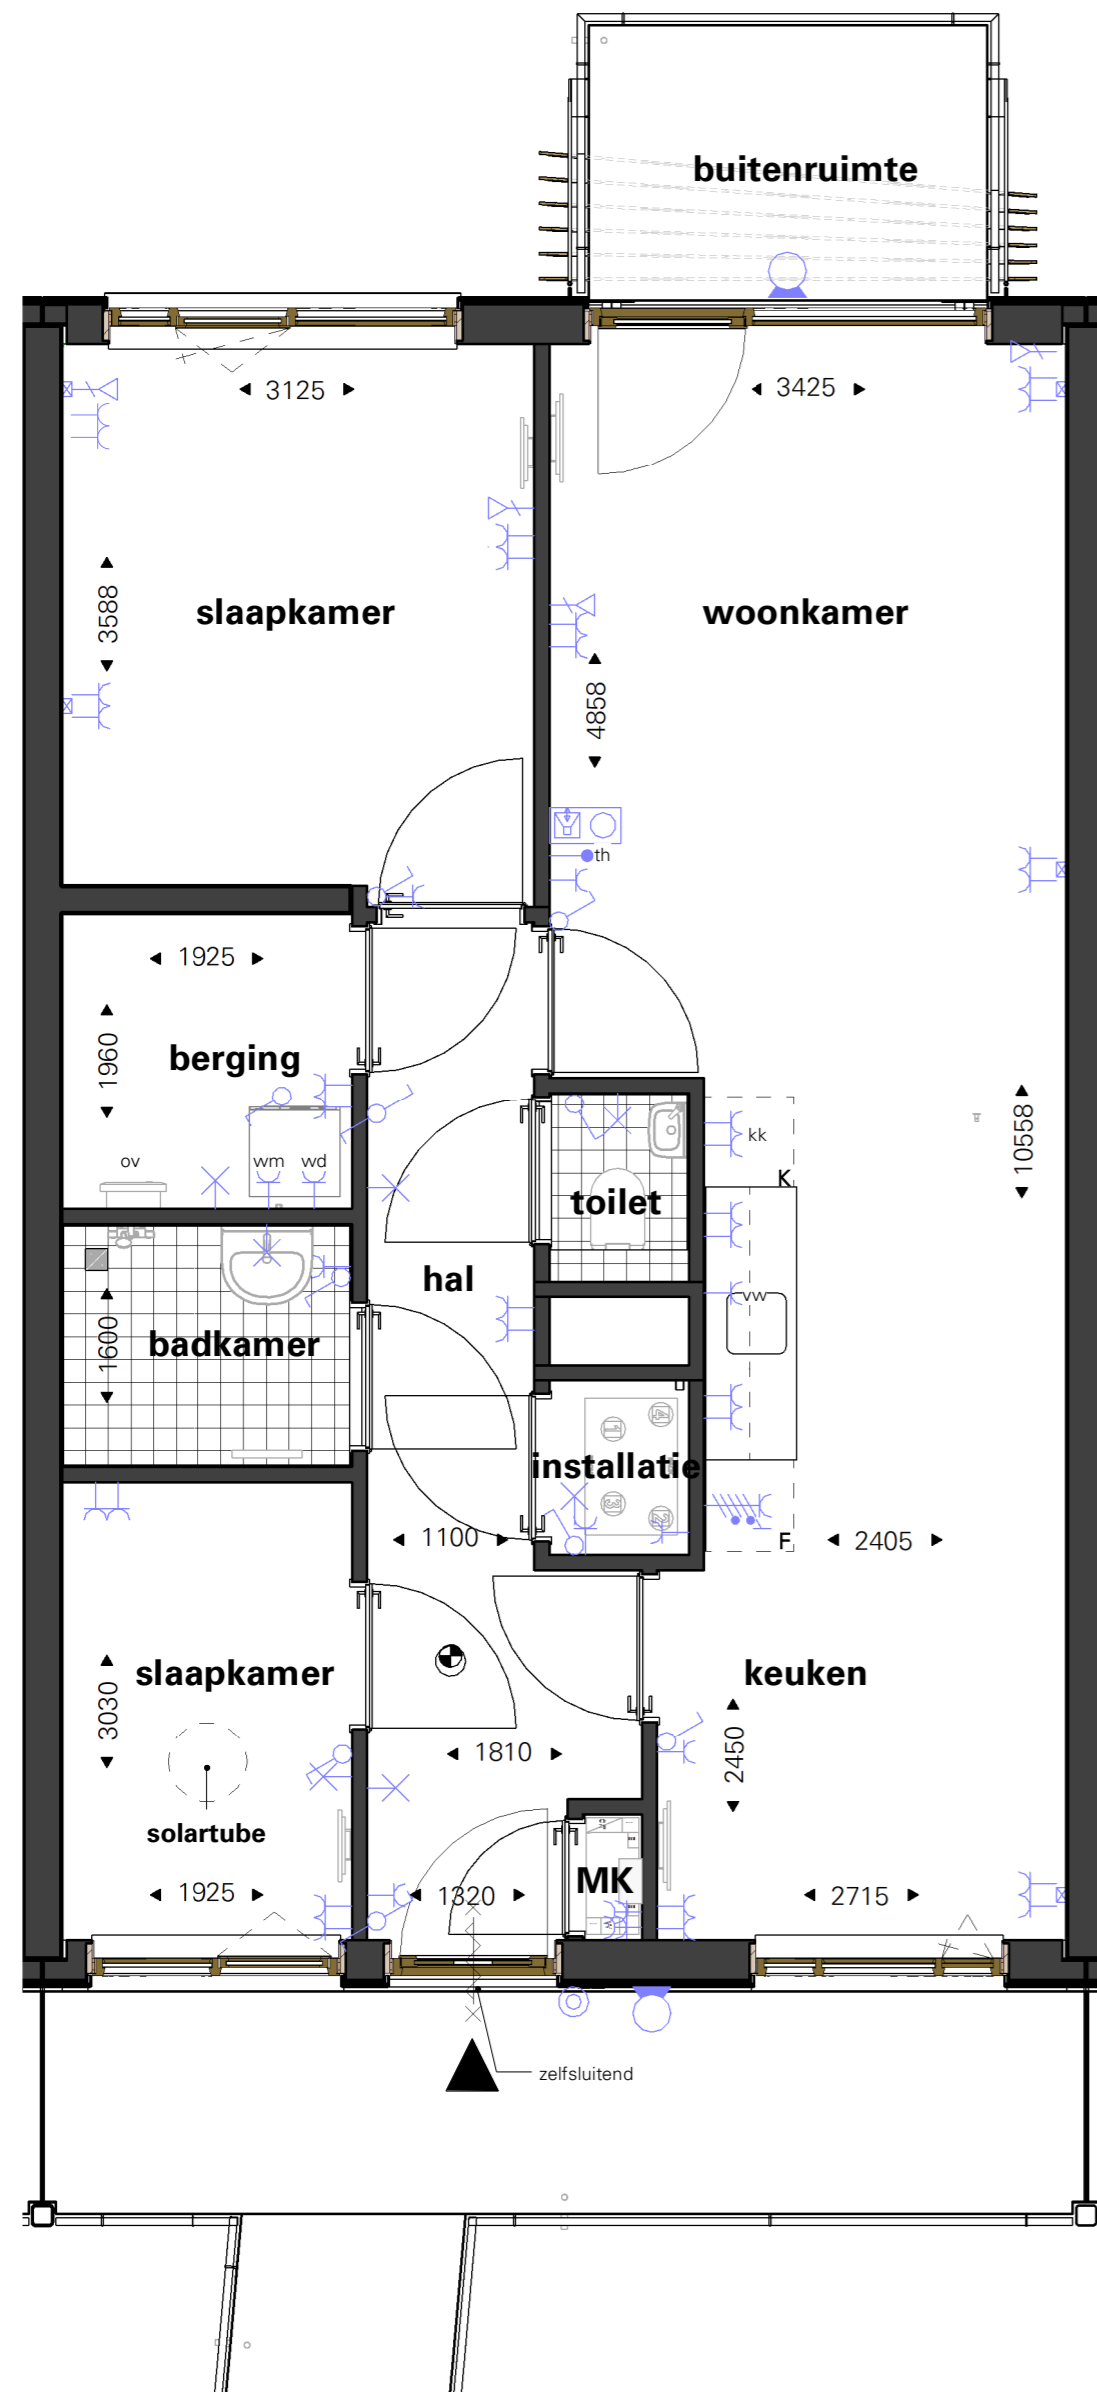 buitenruimte
3125
3425
3588
slaapkamer
woonkamer
4858
th
1925
1960
berging
10558
ov
wm
wd
kk
K
toilet
hal
vw
1600
badkamer
installatie
1100
F
2405
slaapkamer
keuken
3030
1810
2450
solartube
MK
1925
1320
2715
zelfsluitend